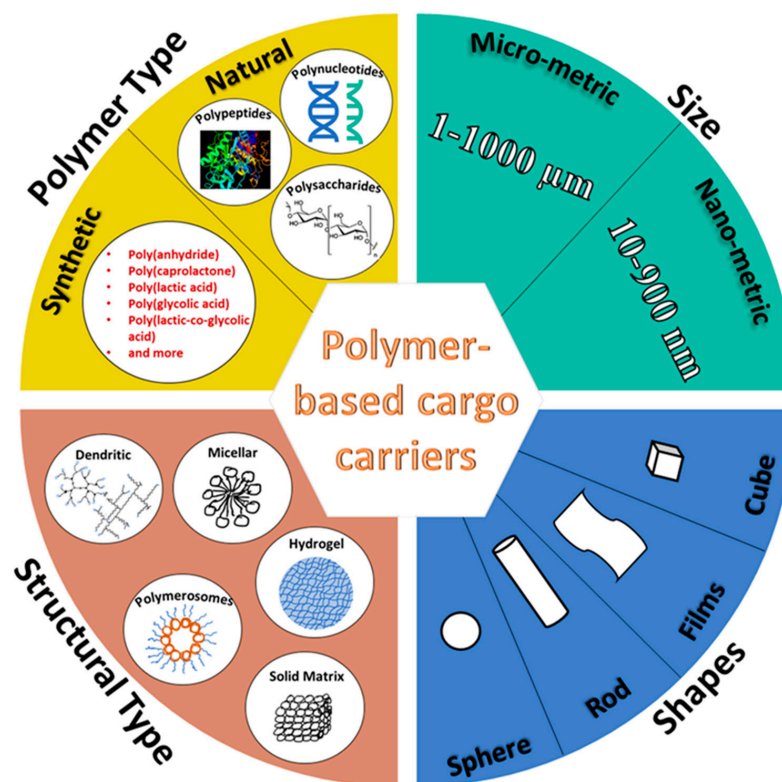 Polymer Type
Natural
Polynucleotides
Polypeptides
Polysaccharides
Synthetic
• Poly(anhydride)
• Poly(caprolactone)
• Poly(lactic acid)
• Poly(glycolic acid)
• Poly(lactic-co-glycolic
acid)
• and more
Size
Micro-metric
1-1000 µm
Nano-metric
10-900 nm
Polymer-
based cargo
carriers
Structural Type
Dendritic
Micellar
Hydrogel
Polymerosomes
Solid Matrix
Shapes
Cube
Films
Rod
Sphere